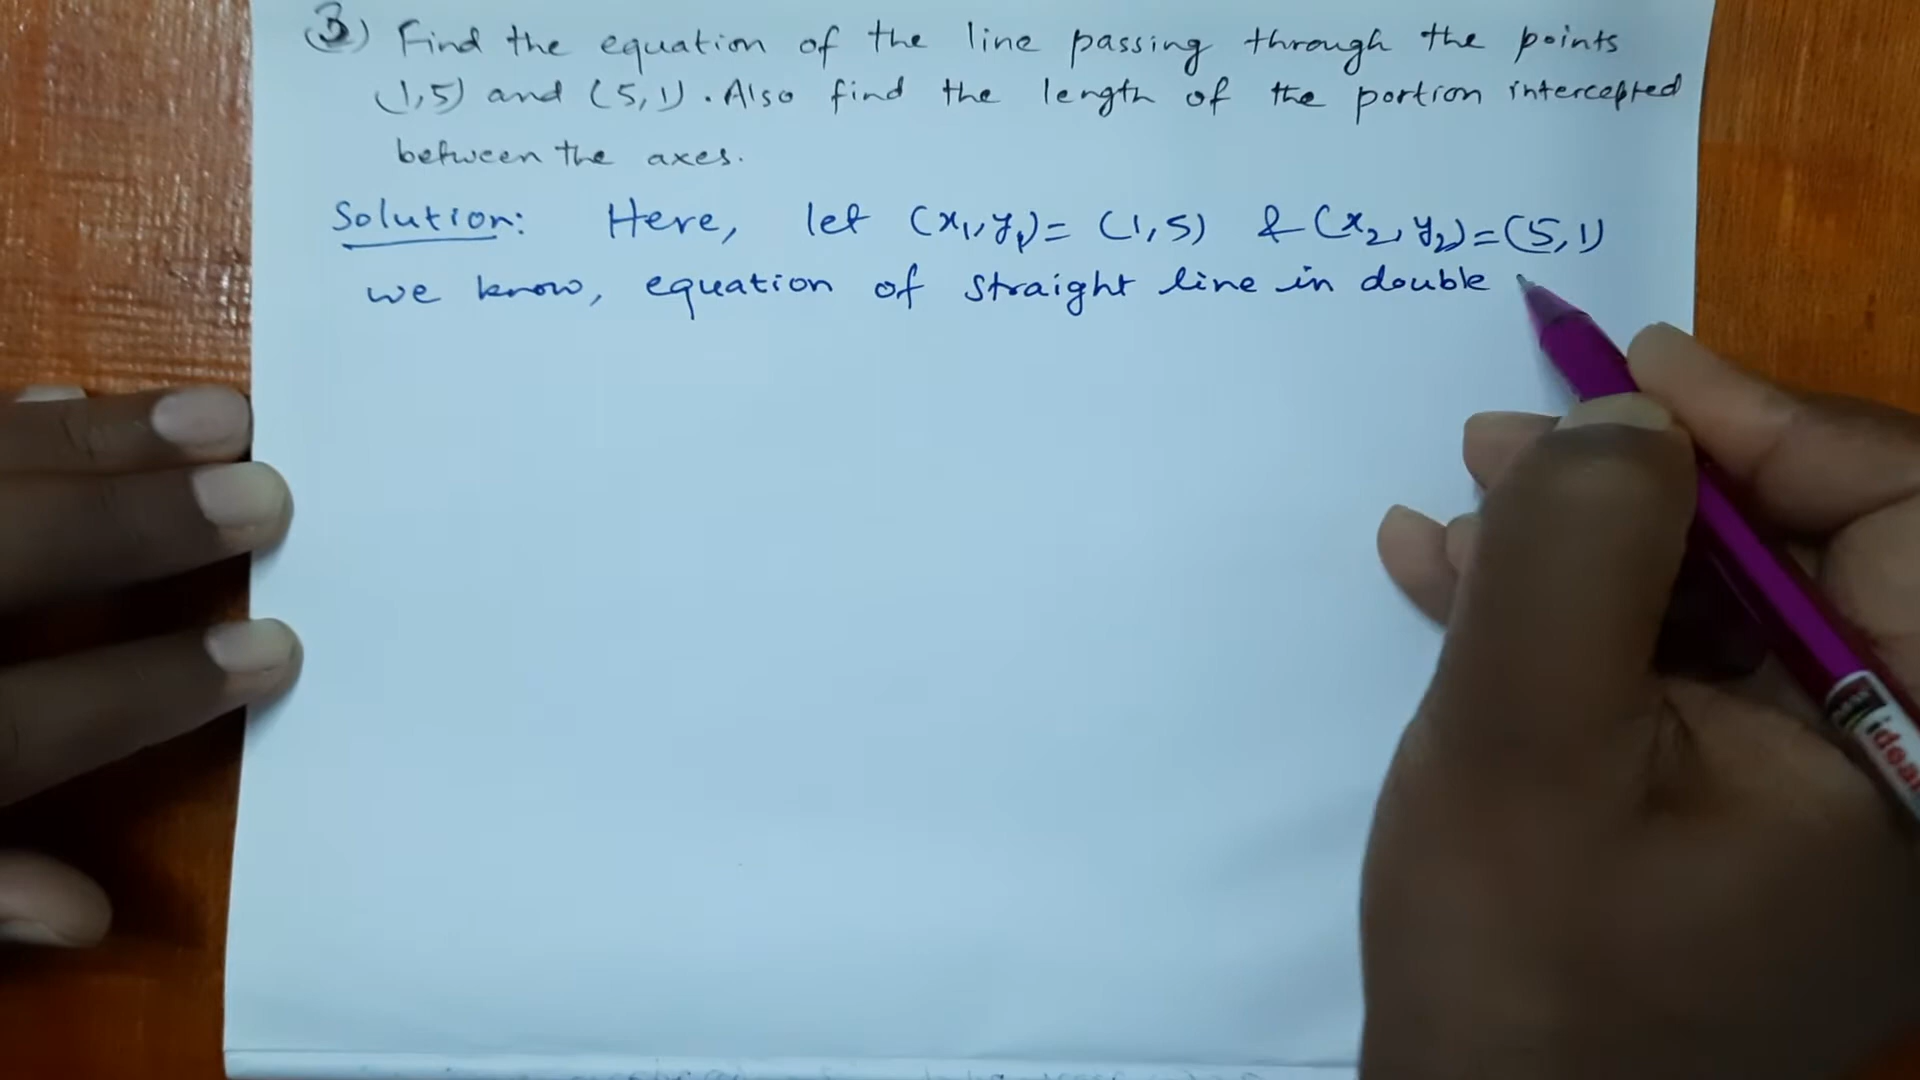 (3) Find the equation of the line passing through the points
(1,5) and (5,1). Also find the length of the portion intercepted
between the axes.
Solution: Here, let (x₁,y₁)= (1,5) & (x₂,y₂)=(5,1)
we know, equation of straight line in double